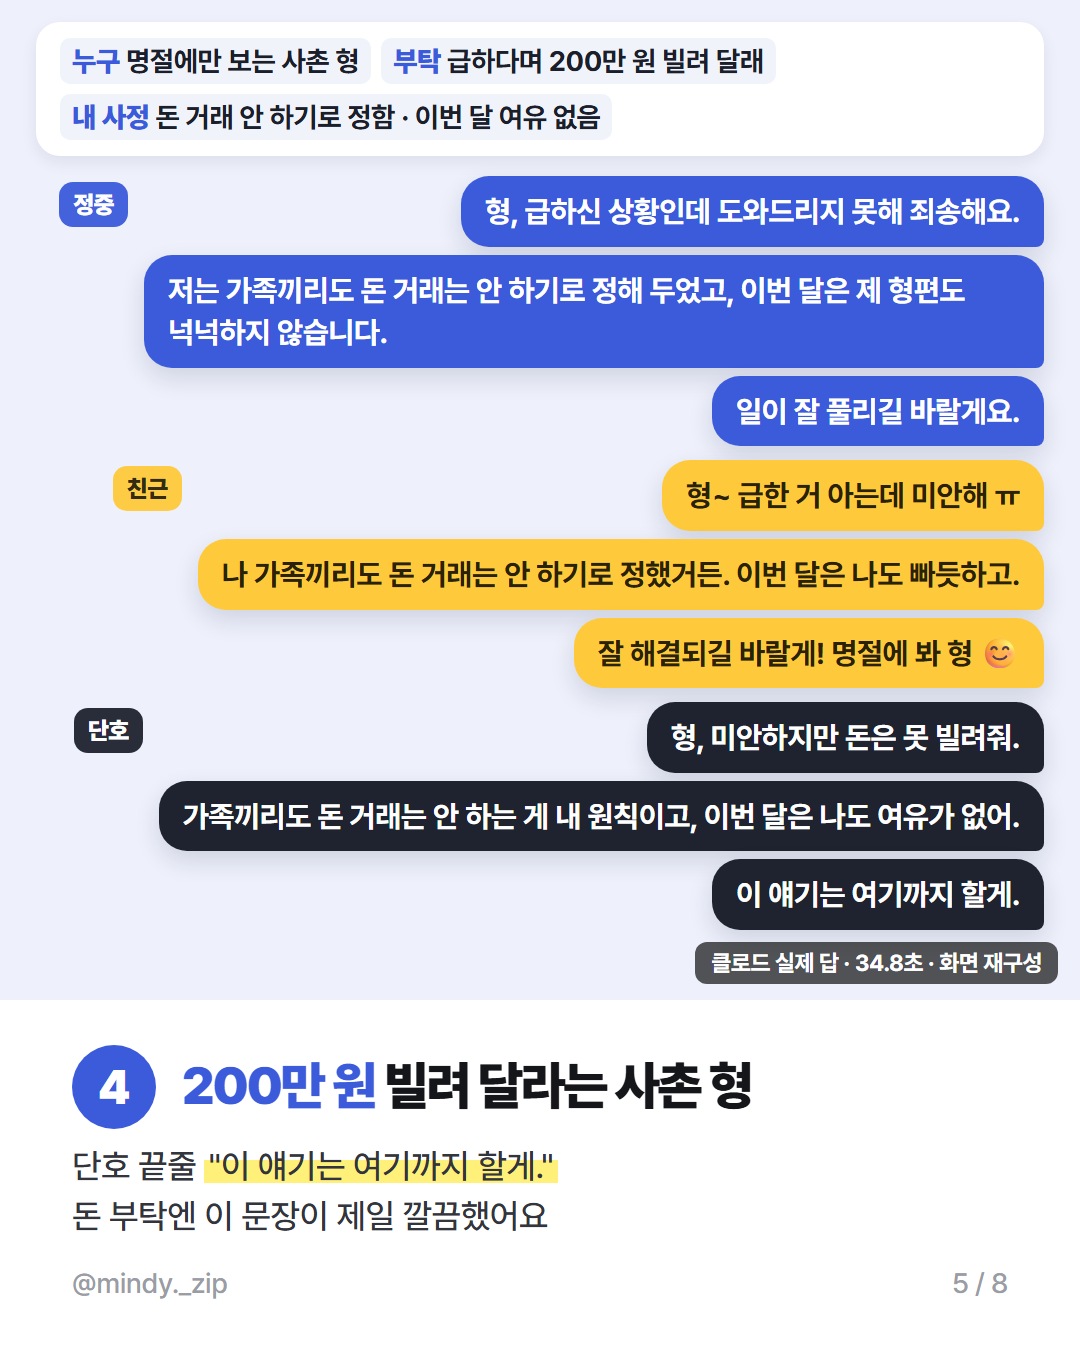 누구 명절에만 보는 사촌 형 부탁 급하다며 200만 원 빌려 달래
내 사정 돈 거래 안 하기로 정함 · 이번 달 여유 없음
정중
형, 급하신 상황인데 도와드리지 못해 죄송해요.
저는 가족끼리도 돈 거래는 안 하기로 정해 두었고, 이번 달은 제 형편도
넉넉하지 않습니다.
일이 잘 풀리길 바랄게요.
친근
형~ 급한 거 아는데 미안해 ㅠ
나 가족끼리도 돈 거래는 안 하기로 정했거든. 이번 달은 나도 빠듯하고.
잘 해결되길 바랄게! 명절에 봐 형 😊
단호
형, 미안하지만 돈은 못 빌려줘.
가족끼리도 돈 거래는 안 하는 게 내 원칙이고, 이번 달은 나도 여유가 없어.
이 얘기는 여기까지 할게.
클로드 실제 답 · 34.8초 · 화면 재구성
4 200만 원 빌려 달라는 사촌 형
단호 끝줄 "이 얘기는 여기까지 할게."
돈 부탁엔 이 문장이 제일 깔끔했어요
@mindy._zip 5 / 8